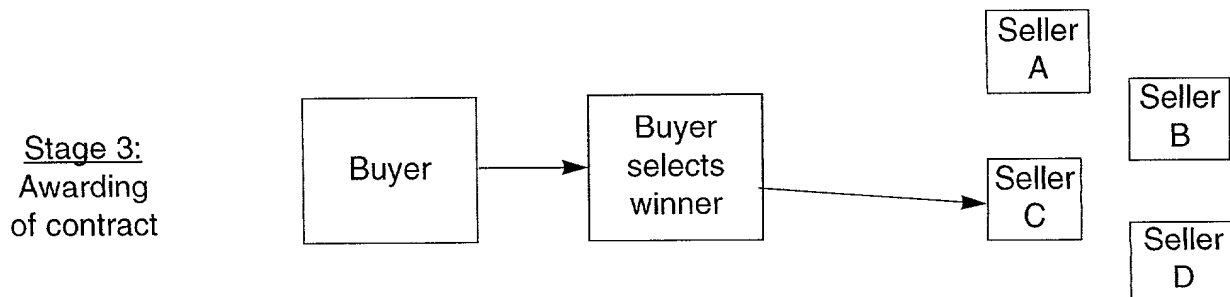 Stage 3:
Awarding
of contract
Buyer
Buyer
selects
winner
Seller
A
Seller
B
Seller
C
Seller
D